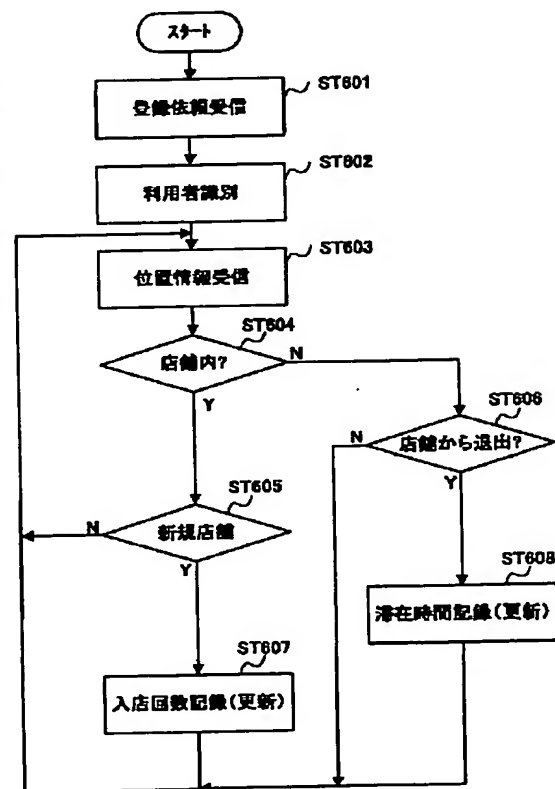 スタート
ST601
登録依頼受信
ST602
利用者識別
ST603
位置情報受信
ST604
店舗内?
N
Y
ST606
店舗から退出?
N
Y
ST605
新規店舗
N
Y
ST608
滞在時間記録(更新)
ST607
入店回数記録(更新)